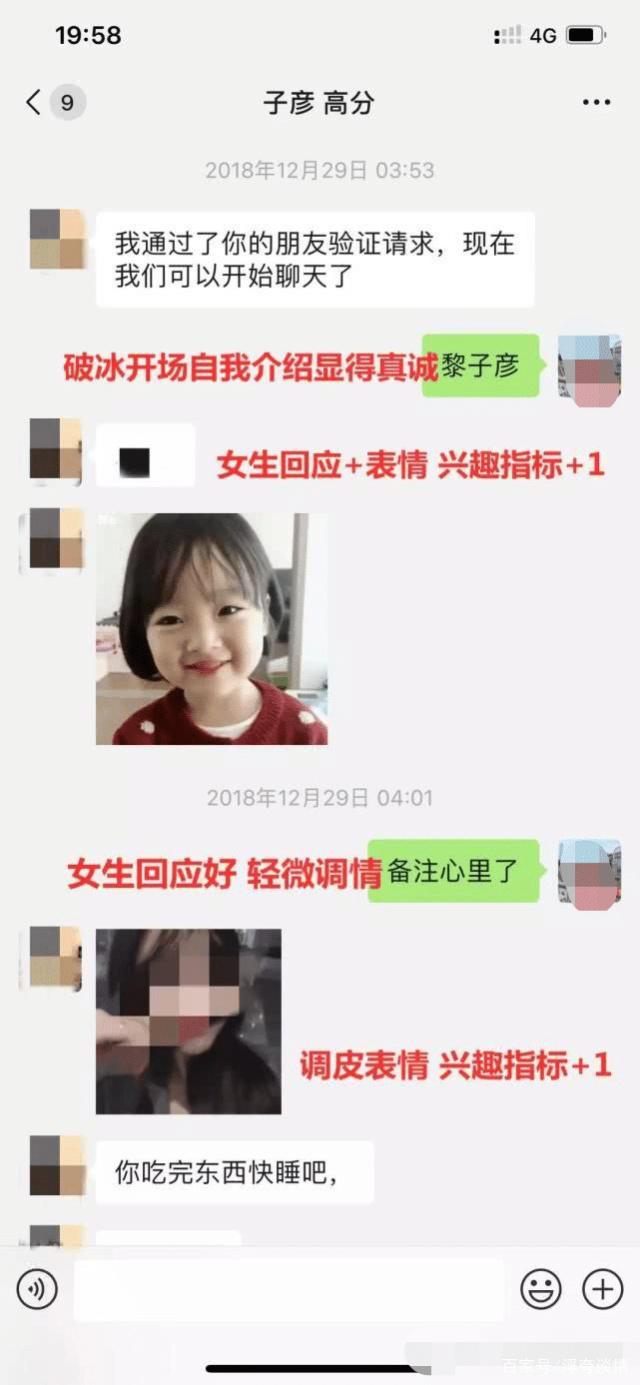 19:58
4G
9
子彦 高分
2018年12月29日 03:53
我通过了你的朋友验证请求，现在
我们可以开始聊天了
破冰开场自我介绍显得真诚
黎子彦
女生回应+表情 兴趣指标+1
2018年12月29日 04:01
女生回应好 轻微调情
备注心里了
调皮表情 兴趣指标+1
你吃完东西快睡吧，